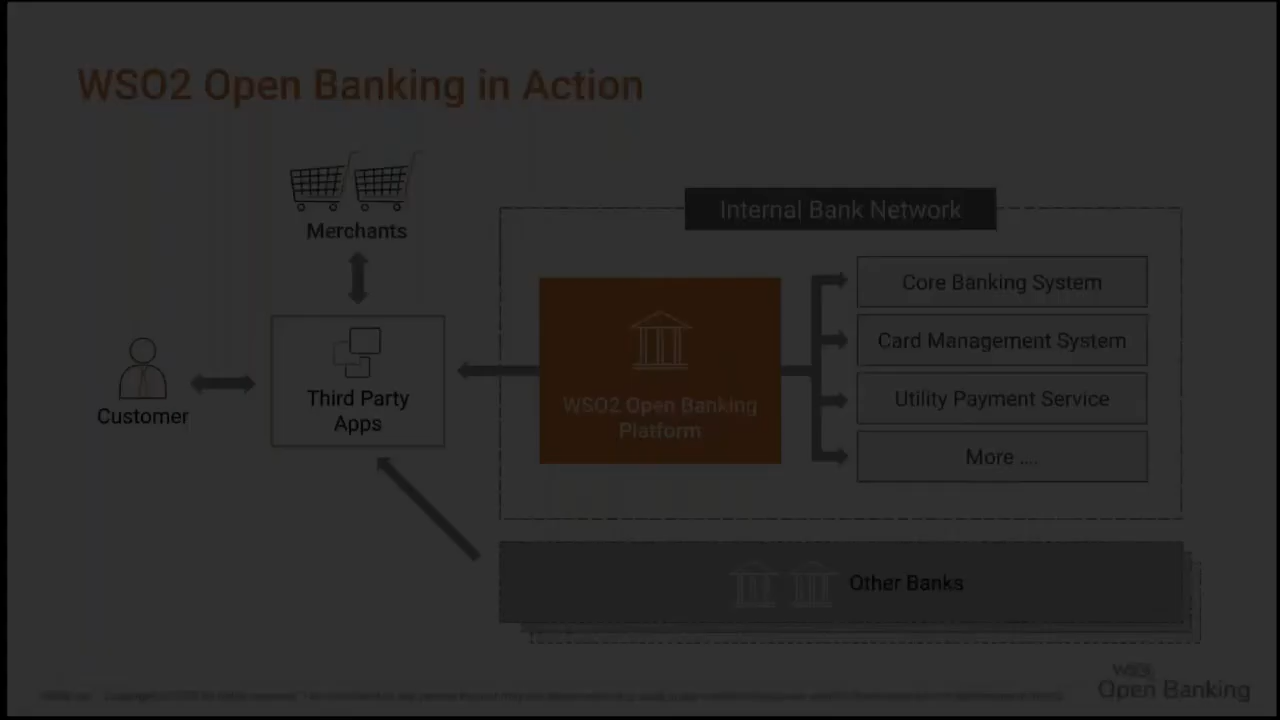 WSO2 Open Banking in Action
Merchants
Internal Bank Network
Core Banking System
Card Management System
Utility Payment Service
More ....
WSO2 Open Banking
Platform
Third Party
Apps
Customer
Other Banks
WSO2
Open Banking